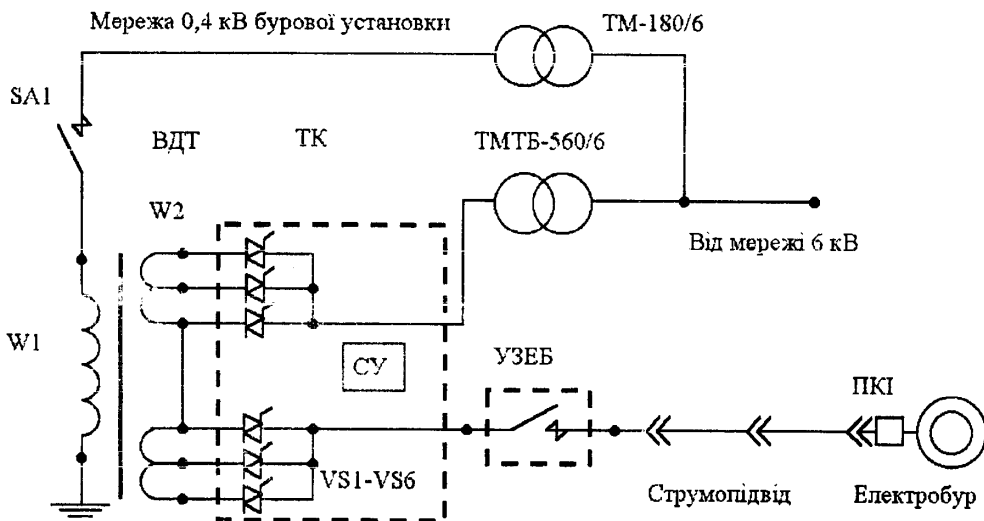 Мережа 0,4 кВ бурової установки
ТМ-180/6
SA1
ВДТ
ТК
ТМТБ-560/6
W2
Від мережі 6 кВ
W1
СУ
УЗЕБ
ПКІ
VS1-VS6
Струмопідвід
Електробур